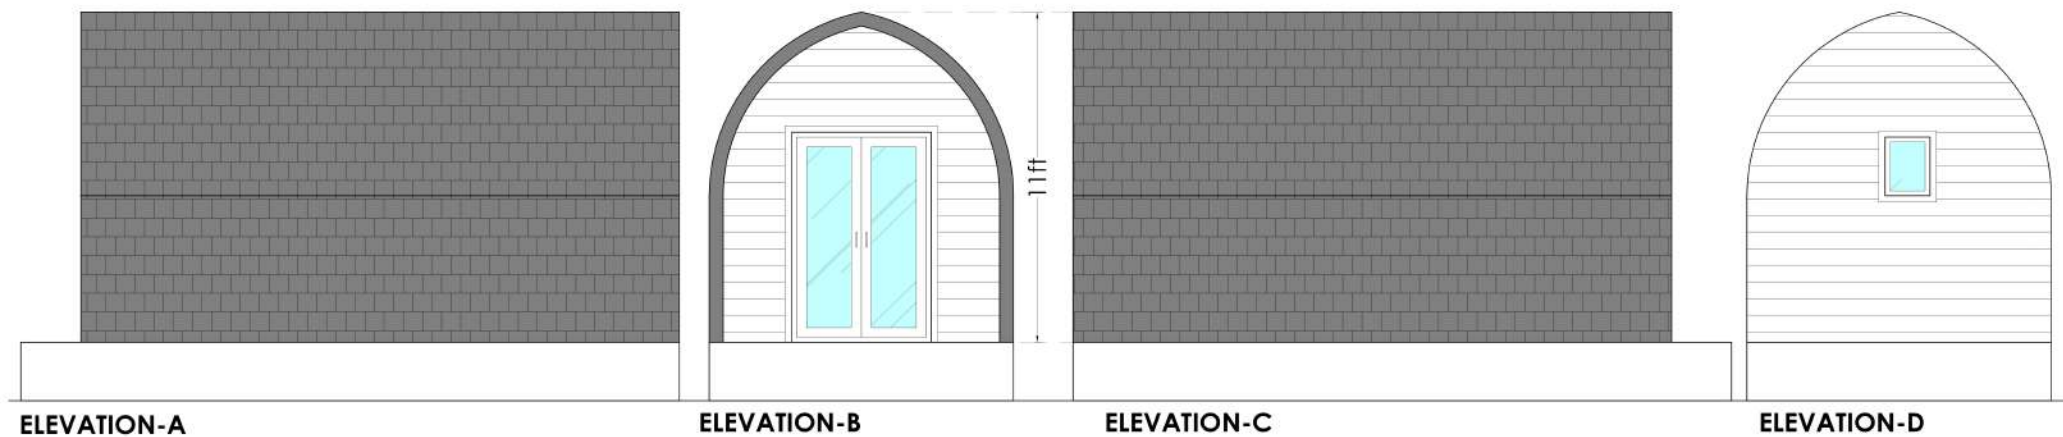 11ft
ELEVATION-A
ELEVATION-B
ELEVATION-C
ELEVATION-D